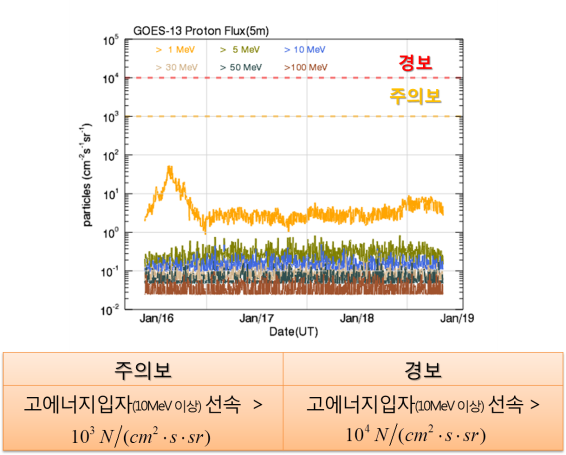 GOES-13 Proton Flux(5m)
> 1 MeV > 5 MeV > 10 MeV
> 30 MeV > 50 MeV >100 MeV
경보
주의보
10⁵
10⁴
10³
10²
10¹
10⁰
10⁻¹
10⁻²
particles (cm⁻²s⁻¹sr⁻¹)
Jan/16 Jan/17 Jan/18 Jan/19
Date(UT)
주의보 경보
고에너지입자(10MeV 이상) 선속 > 고에너지입자(10MeV 이상) 선속 >
10³ N/(cm²·s·sr) 10⁴ N/(cm²·s·sr)